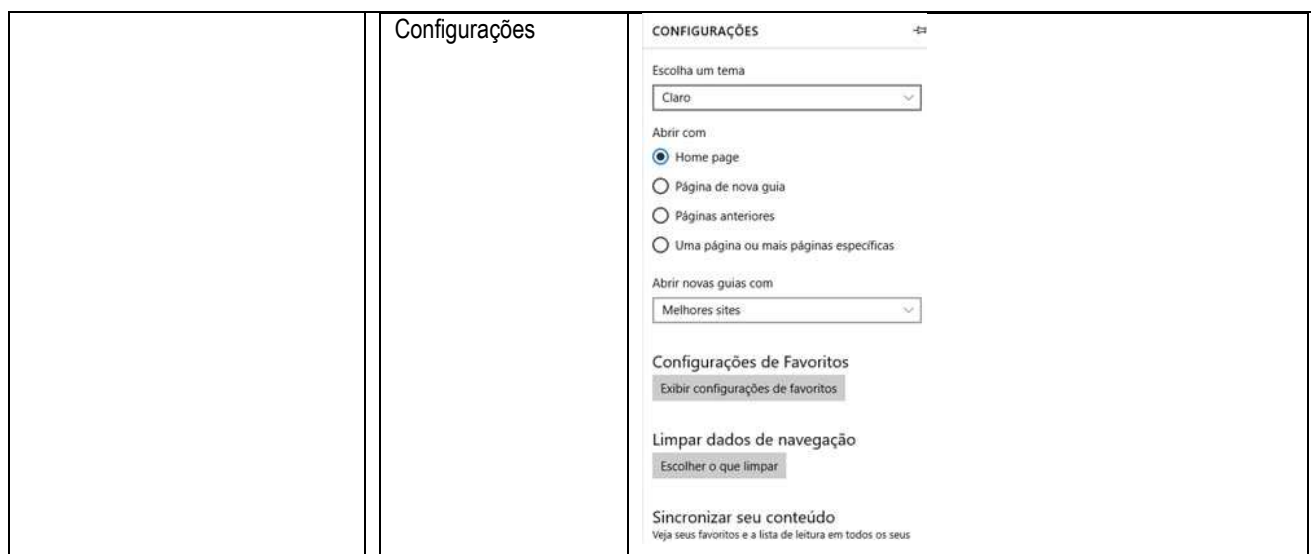 Configurações
CONFIGURAÇÕES
Escolha um tema
Claro
Abrir com
Home page
Página de nova guia
Páginas anteriores
Uma página ou mais páginas específicas
Abrir novas guias com
Melhores sites
Configurações de Favoritos
Exibir configurações de favoritos
Limpar dados de navegação
Escolher o que limpar
Sincronizar seu conteúdo
Veja seus favoritos e a lista de leitura em todos os seus